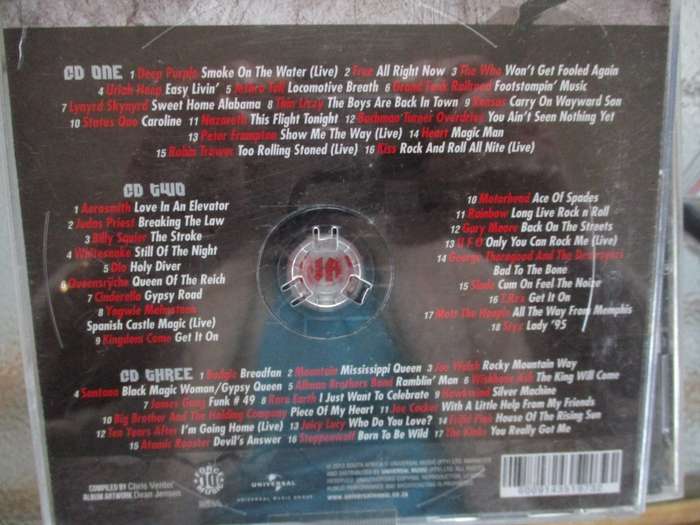 CD ONE 1 Deep Purple Smoke On The Water (Live) 2 Free All Right Now 3 The Who Won't Get Fooled Again
4 Uriah Heep Easy Livin' 5 Jethro Tull Locomotive Breath 6 Grand Funk Railroad Footstompin' Music
7 Lynyrd Skynyrd Sweet Home Alabama 8 Thin Lizzy The Boys Are Back In Town 9 Kansas Carry On Wayward Son
10 Status Quo Caroline 11 Nazareth This Flight Tonight 12 Bachman Turner Overdrive You Ain't Seen Nothing Yet
13 Peter Frampton Show Me The Way (Live) 14 Heart Magic Man
15 Robin Trower Too Rolling Stoned (Live) 16 Kiss Rock And Roll All Nite (Live)
CD TWO
1 Aerosmith Love In An Elevator
2 Judas Priest Breaking The Law
3 Billy Squier The Stroke
4 Whitesnake Still Of The Night
5 Dio Holy Diver
6 Queensrÿche Queen Of The Reich
7 Cinderella Gypsy Road
8 Yngwie Malmsteen
Spanish Castle Magic (Live)
9 Kingdom Come Get It On
10 Motorhead Ace Of Spades
11 Rainbow Long Live Rock n Roll
12 Gary Moore Back On The Streets
13 U F O Only You Can Rock Me (Live)
14 George Thorogood And The Destroyers
Bad To The Bone
15 Slade Cum On Feel The Noize
16 T.Rex Get It On
17 Mott The Hoople All The Way From Memphis
18 Styx Lady '95
CD THREE 1 Budgie Breadfan 2 Mountain Mississippi Queen 3 Joe Walsh Rocky Mountain Way
4 Santana Black Magic Woman/Gypsy Queen 5 Allman Brothers Band Ramblin' Man 6 Wishbone Ash The King Will Come
7 James Gang Funk # 49 8 Rare Earth I Just Want To Celebrate 9 Hawkwind Silver Machine
10 Big Brother And The Holding Company Piece Of My Heart 11 Joe Cocker With A Little Help From My Friends
12 Ten Years After I'm Going Home (Live) 13 Juicy Lucy Who Do You Love? 14 Frijid Pink House Of The Rising Sun
15 Atomic Rooster Devil's Answer 16 Steppenwolf Born To Be Wild 17 The Kinks You Really Got Me
COMPILED BY Chris Venter
ALBUM ARTWORK Dean Jensen
UNIVERSAL
UNIVERSAL MUSIC GROUP
www.universalmusic.co.za